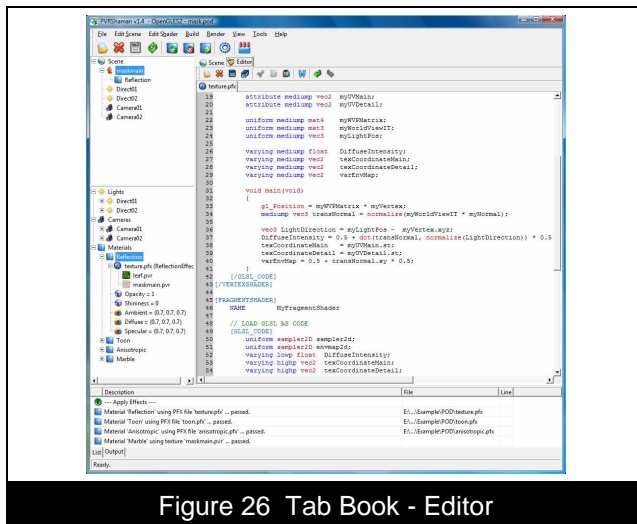 PVRShaman v1.4 - OpenGLES2 - mask.pod
File Edit Scene Edit Shader Build Render View Tools Help
Scene
maskmain
Reflection
Direct01
Direct02
Camera01
Camera02
Lights
Direct01
Direct02
Cameras
Camera01
Camera02
Materials
Reflection
texture.pfx (ReflectionEffec
leaf.pvr
maskmain.pvr
Opacity = 1
Shininess = 0
Ambient = (0.7, 0.7, 0.7)
Diffuse = (0.7, 0.7, 0.7)
Specular = (0.7, 0.7, 0.7)
Toon
Anisotropic
Marble
Scene Editor
texture.pfx
19 attribute mediump vec2 myUVMain;
20 attribute mediump vec2 myUVDetail;
21
22 uniform mediump mat4 myWVPMatrix;
23 uniform mediump mat3 myWorldViewIT;
24 uniform mediump vec3 myLightPos;
25
26 varying mediump float DiffuseIntensity;
27 varying mediump vec2 texCoordinateMain;
28 varying mediump vec2 texCoordinateDetail;
29 varying mediump vec2 varEnvMap;
30
31 void main(void)
32 {
33 gl_Position = myWVPMatrix * myVertex;
34 mediump vec3 transNormal = normalize(myWorldViewIT * myNormal);
35
36 vec3 LightDirection = myLightPos - myVertex.xyz;
37 DiffuseIntensity = 0.5 + dot(transNormal, normalize(LightDirection)) * 0.5
38 texCoordinateMain = myUVMain.st;
39 texCoordinateDetail = myUVDetail.st;
40 varEnvMap = 0.5 + transNormal.xy * 0.5;
41 }
42 [/GLSL_CODE]
43 [/VERTEXSHADER]
44
45 [FRAGMENTSHADER]
46 NAME MyFragmentShader
47
48 // LOAD GLSL AS CODE
49 [GLSL_CODE]
50 uniform sampler2D sampler2d;
51 uniform sampler2D envmap2d;
52 varying lowp float DiffuseIntensity;
53 varying highp vec2 texCoordinateMain;
54 varying highp vec2 texCoordinateDetail;
Description File Line
--- Apply Effects ---
Material 'Reflection' using PFX file 'texture.pfx' ... passed. E:\...\Example\POD\texture.pfx
Material 'Toon' using PFX file 'toon.pfx' ... passed. E:\...\Example\POD\toon.pfx
Material 'Anisotropic' using PFX file 'anisotropic.pfx' ... passed. E:\...\Example\POD\anisotropic.pfx
Material 'Marble' using texture 'maskmain.pvr' ... passed.
List Output
Ready.
Figure 26 Tab Book - Editor